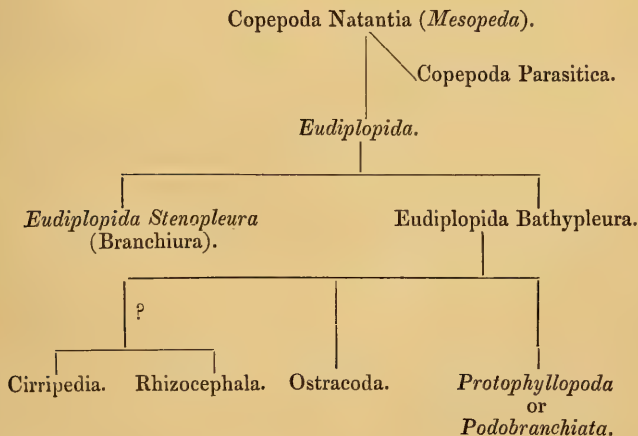 Copepoda Natantia (Mesopeda).
Copepoda Parasitica.
Eudiplopida.
Eudiplopida Stenopleura
(Branchiura).
Eudiplopida Bathypleura.
?
Cirripedia.
Rhizocephala.
Ostracoda.
Protophyllopoda
or
Podobranchiata.